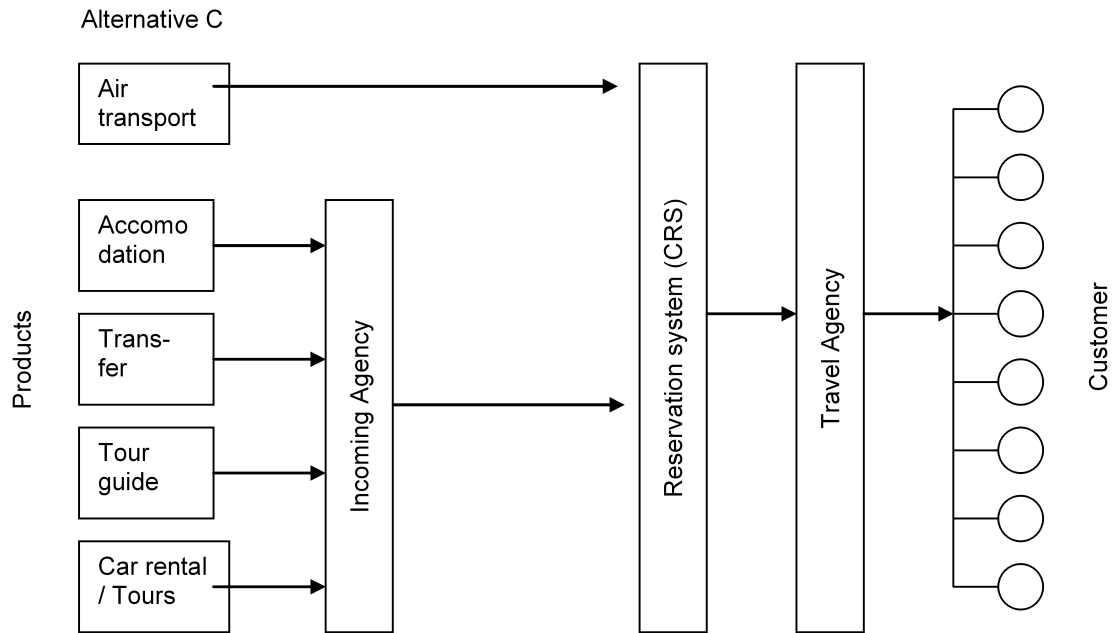 Alternative C
Air
transport
Accomo
dation
Trans-
fer
Tour
guide
Car rental
/ Tours
Products
Incoming Agency
Reservation system (CRS)
Travel Agency
Customer